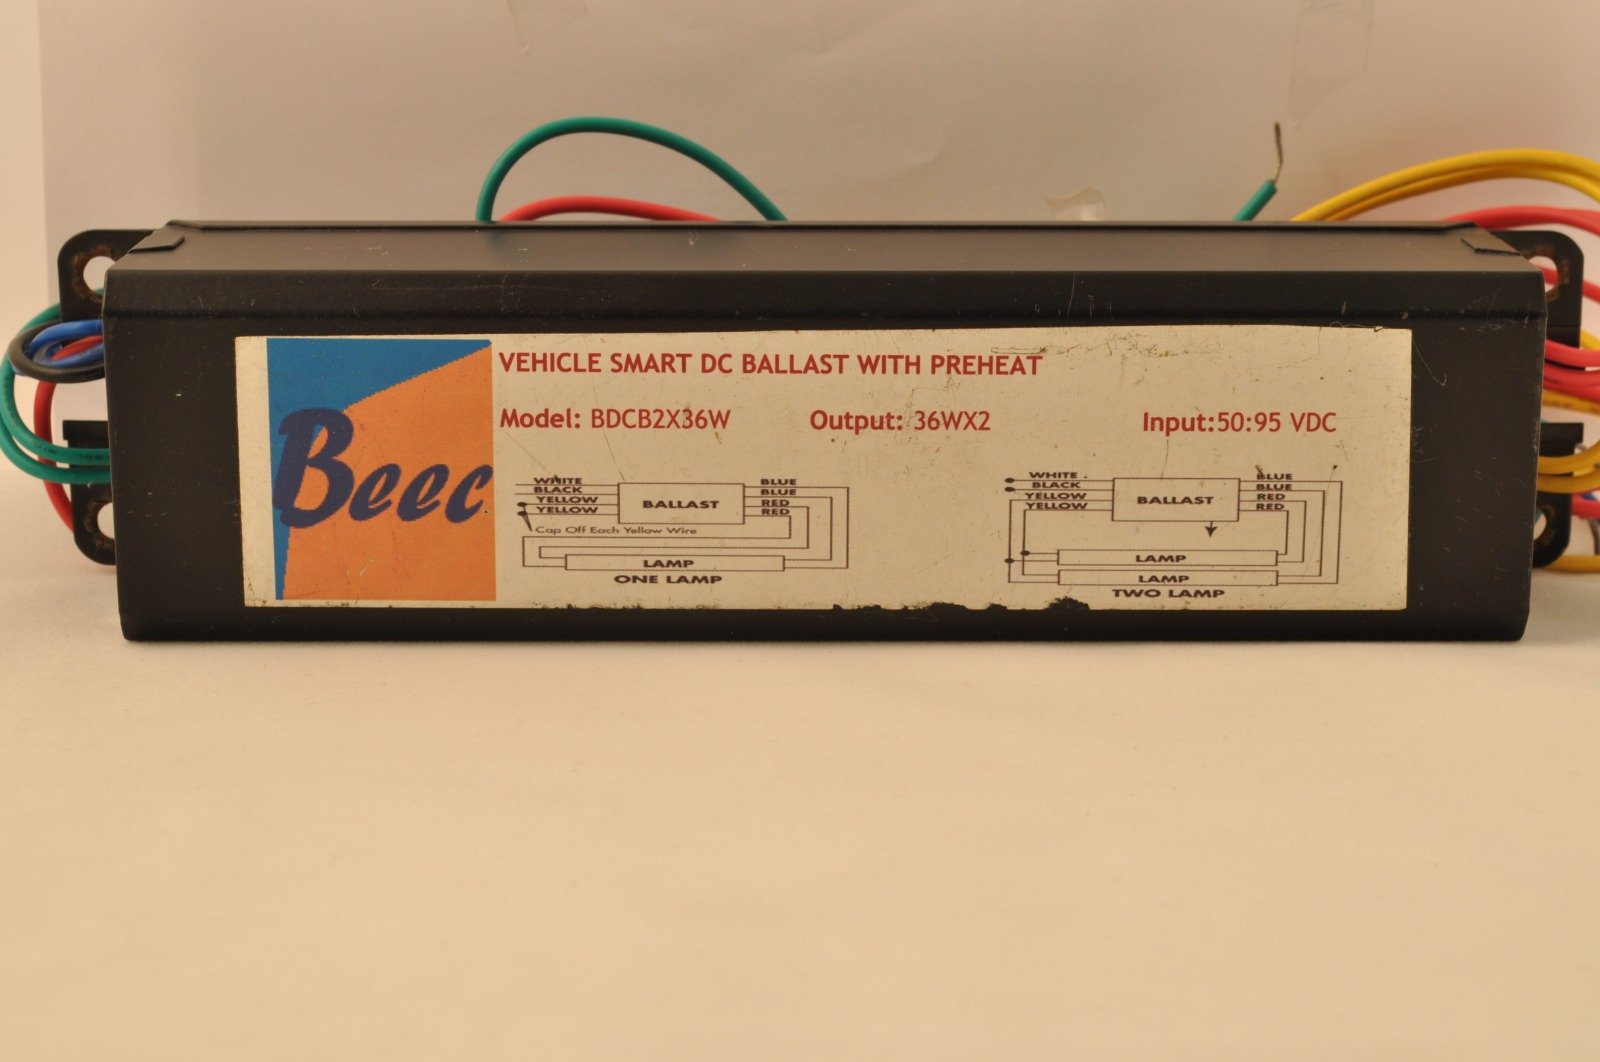 VEHICLE SMART DC BALLAST WITH PREHEAT
Model: BDCB2X36W Output: 36WX2 Input:50:95 VDC
Beec
WHITE
BLACK
YELLOW
YELLOW
BALLAST
BLUE
BLUE
RED
RED
Cap Off Each Yellow Wire
LAMP
ONE LAMP
WHITE
BLACK
YELLOW
YELLOW
BALLAST
BLUE
BLUE
RED
RED
LAMP
LAMP
TWO LAMP